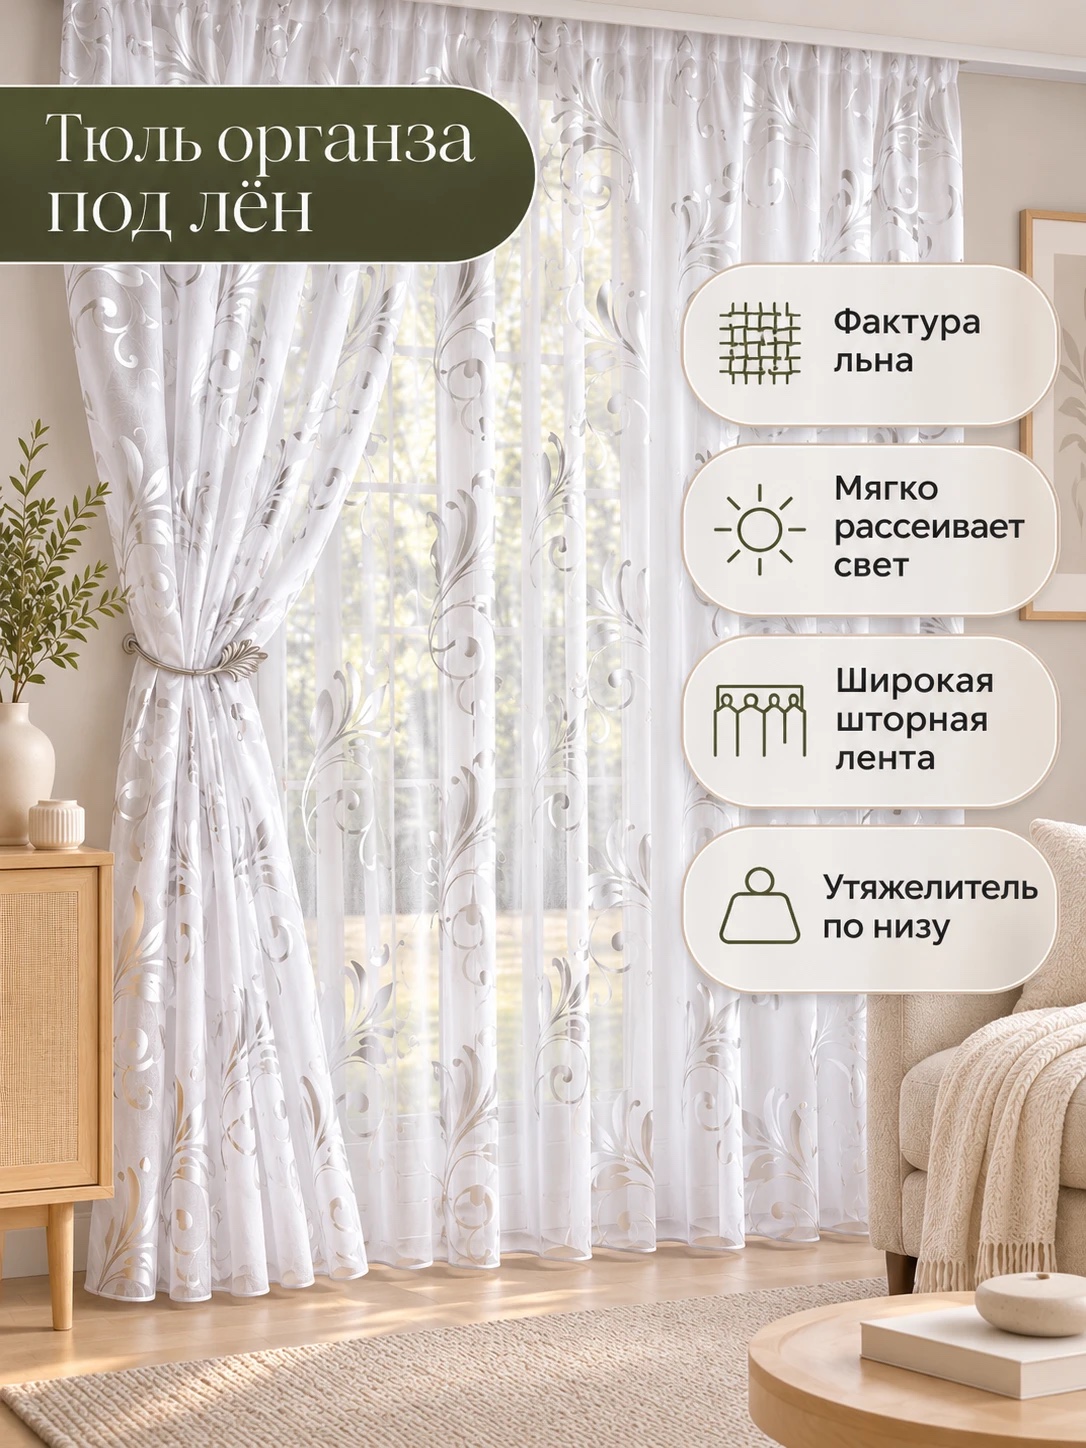 Тюль органза
под лён
Фактура
льна
Мягко
рассеивает
свет
Широкая
шторная
лента
Утяжелитель
по низу